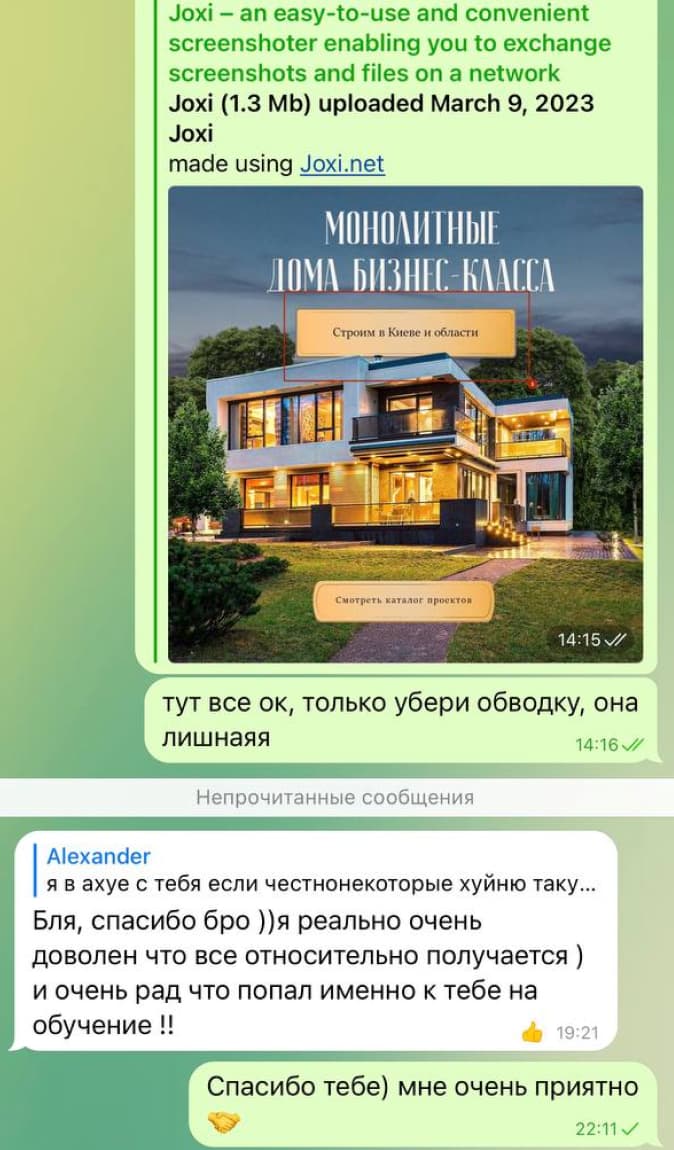 Joxi – an easy-to-use and convenient
screenshoter enabling you to exchange
screenshots and files on a network
Joxi (1.3 Mb) uploaded March 9, 2023
Joxi
made using Joxi.net
МОНОЛИТНЫЕ
ДОМА БИЗНЕС-КЛАССА
Строим в Киеве и области
Смотреть каталог проектов
14:15
тут все ок, только убери обводку, она
лишнаяя
14:16
Непрочитанные сообщения
Alexander
я в ахуе с тебя если честнонекоторые хуйню таку...
Бля, спасибо бро ))я реально очень
доволен что все относительно получается )
и очень рад что попал именно к тебе на
обучение !!
👍 19:21
Спасибо тебе) мне очень приятно
🤝
22:11